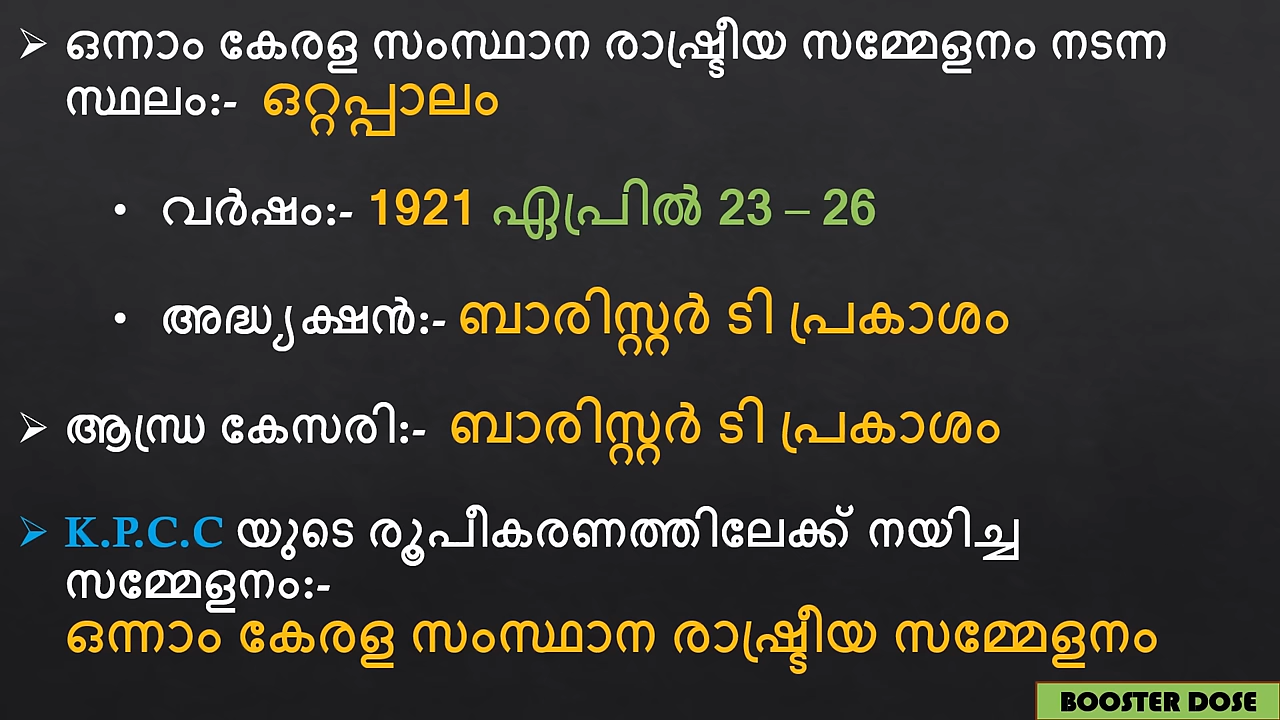 ➢ ഒന്നാം കേരള സംസ്ഥാന രാഷ്ട്രീയ സമ്മേളനം നടന്ന
സ്ഥലം:- ഒറ്റപ്പാലം
• വർഷം:- 1921 ഏപ്രിൽ 23 – 26
• അദ്ധ്യക്ഷൻ:- ബാരിസ്റ്റർ ടി പ്രകാശം
➢ ആന്ധ്ര കേസരി:- ബാരിസ്റ്റർ ടി പ്രകാശം
➢ K.P.C.C യുടെ രൂപീകരണത്തിലേക്ക് നയിച്ച
സമ്മേളനം:-
ഒന്നാം കേരള സംസ്ഥാന രാഷ്ട്രീയ സമ്മേളനം
BOOSTER DOSE